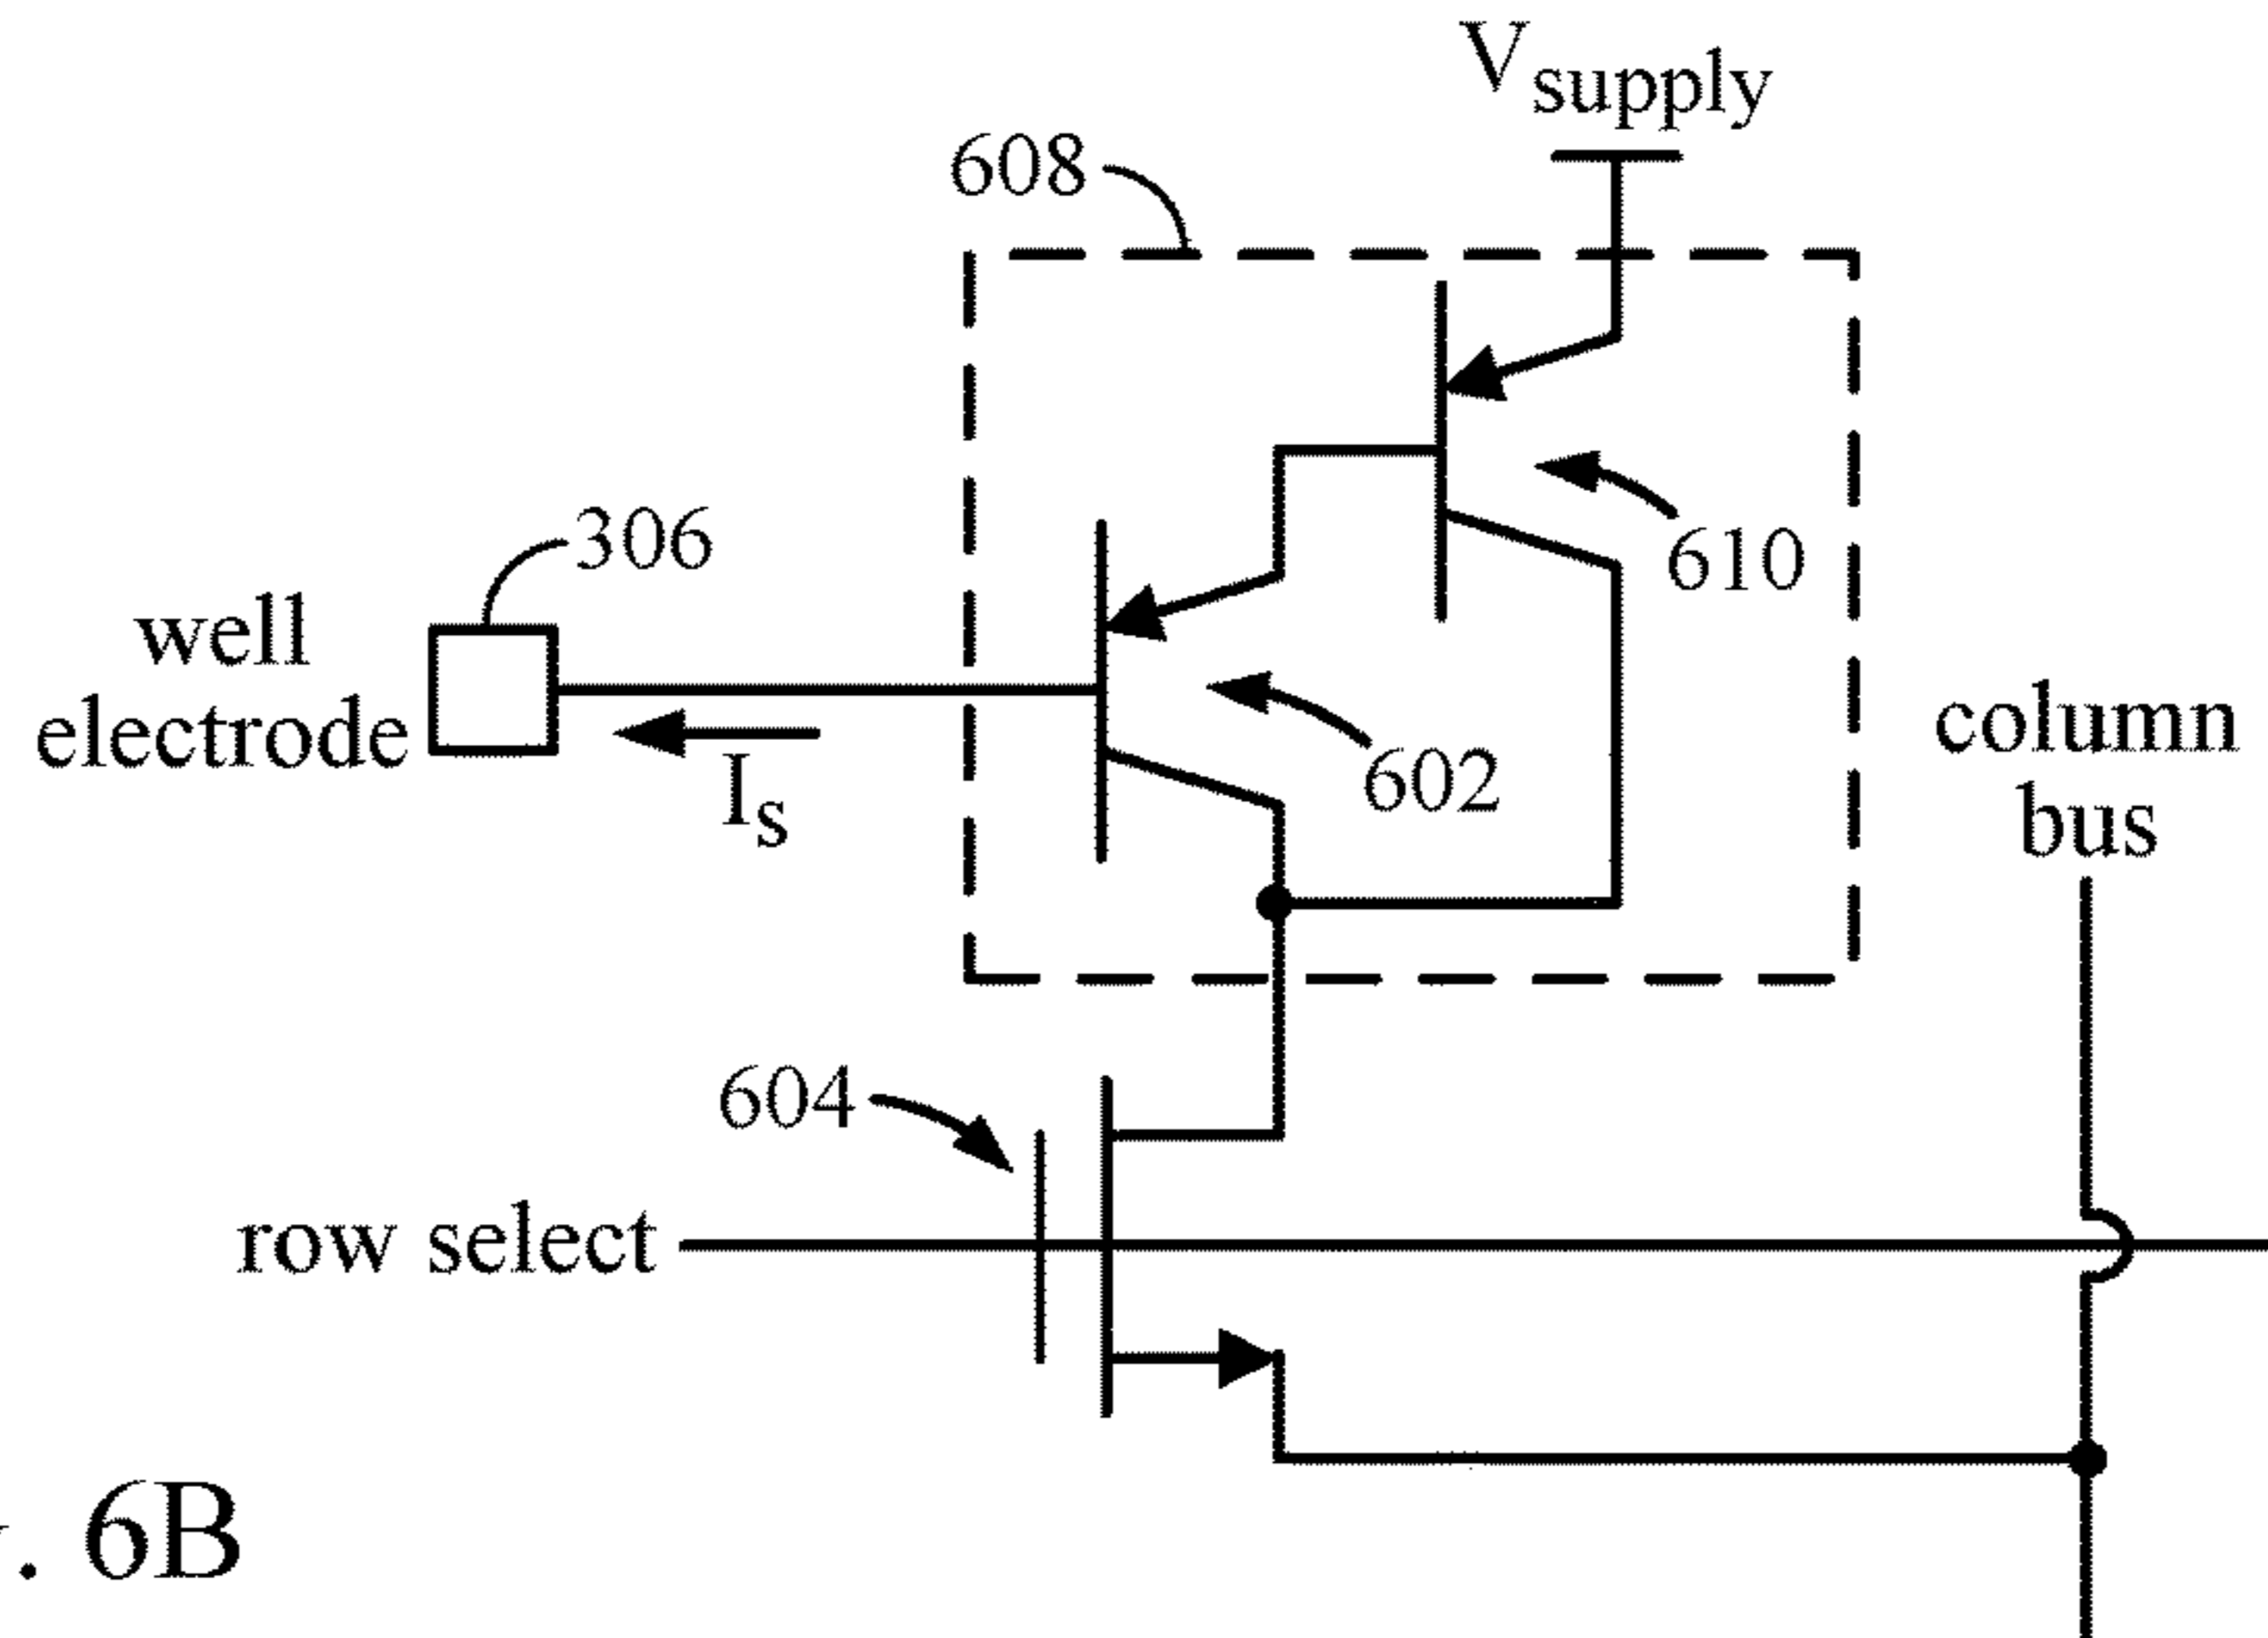 Vsupply
608
610
306
well
electrode
Is
602
column
bus
604
row select
. 6B